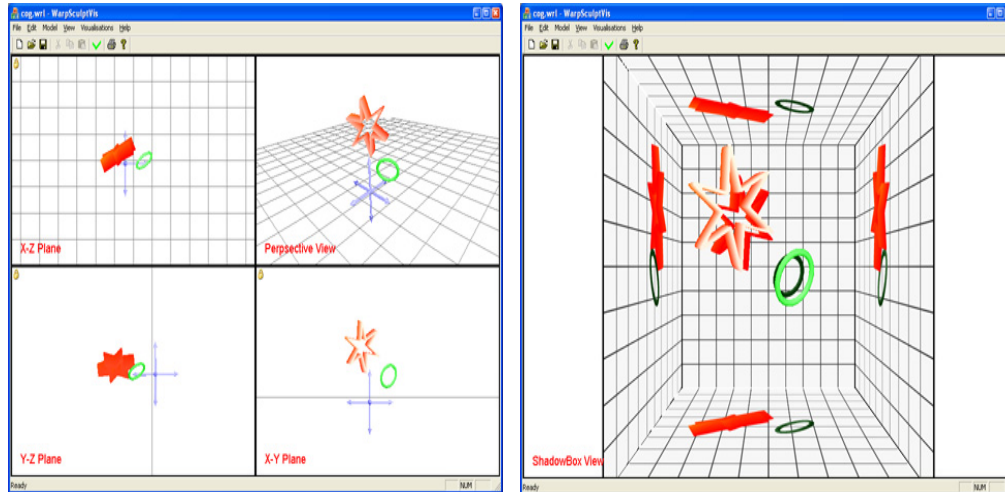 cog.wrl - WarpSculptVis
File Edit Model View Visualisations Help
X-Z Plane
Perpsective View
Y-Z Plane
X-Y Plane
Ready
NUM
cog.wrl - WarpSculptVis
File Edit Model View Visualisations Help
ShadowBox View
Ready
NUM